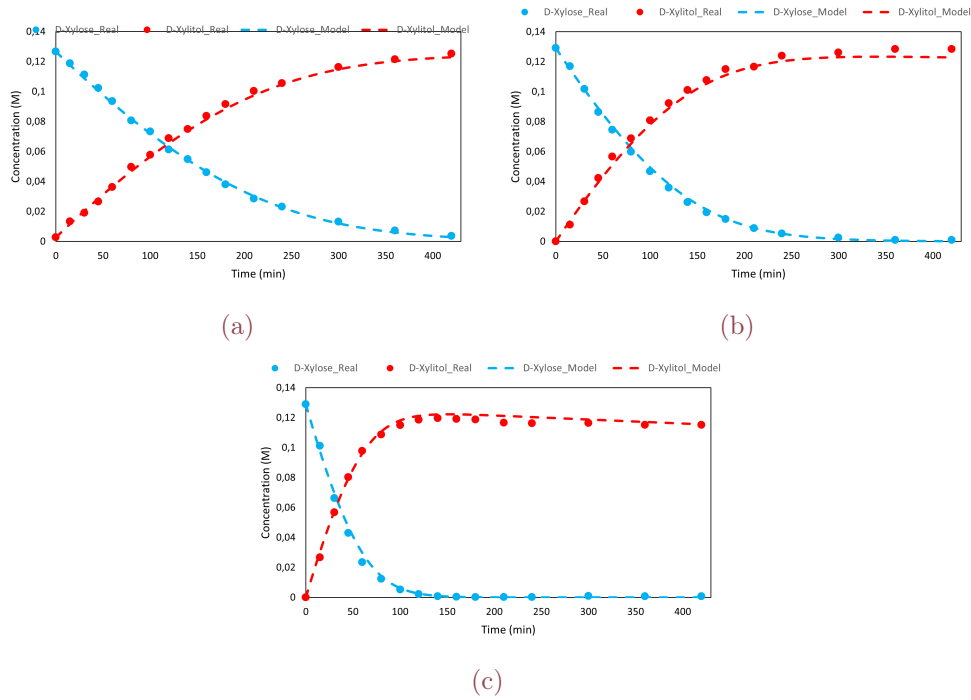 D-Xylose_Real D-Xylitol_Real D-Xylose_Model D-Xylitol_Model
0,14
0,12
0,1
0,08
0,06
0,04
0,02
0
Concentration (M)
0 50 100 150 200 250 300 350 400
Time (min)
(a)
D-Xylose_Real D-Xylitol_Real D-Xylose_Model D-Xylitol_Model
0,14
0,12
0,1
0,08
0,06
0,04
0,02
0
Concentration (M)
0 50 100 150 200 250 300 350 400
Time (min)
(b)
D-Xylose_Real D-Xylitol_Real D-Xylose_Model D-Xylitol_Model
0,14
0,12
0,1
0,08
0,06
0,04
0,02
0
Concentration (M)
0 50 100 150 200 250 300 350 400
Time (min)
(c)